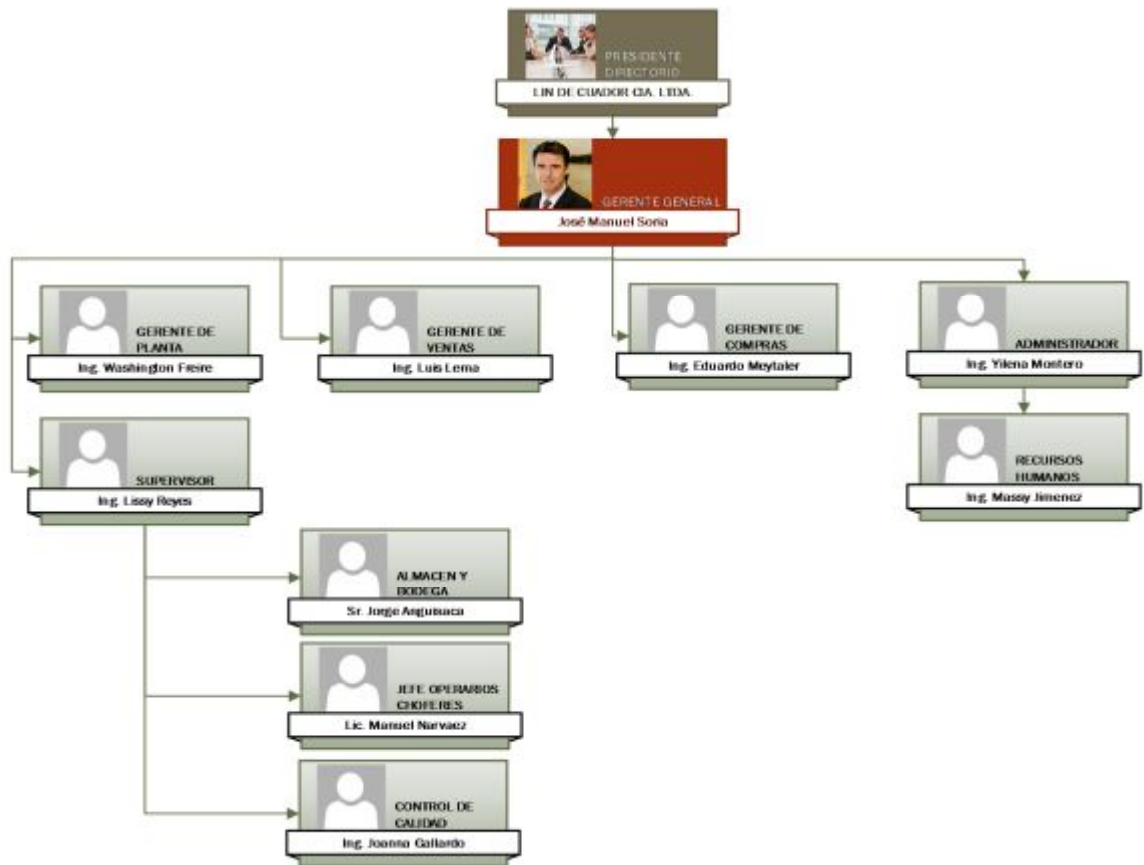 PRESIDENTE
DIRECTORIO
LIN DE CUADOR CIA. LTDA.
GERENTE GENERAL
José Manuel Soria
GERENTE DE
PLANTA
Ing. Washington Freire
GERENTE DE
VENTAS
Ing. Luis Lema
GERENTE DE
COMPRAS
Ing. Eduardo Meytaler
ADMINISTRADOR
Ing. Yilena Montero
SUPERVISOR
Ing. Lissy Reyes
RECURSOS
HUMANOS
Ing. Massy Jimenez
ALMACEN Y
BODEGA
Sr. Jorge Anguisaca
JEFE OPERARIOS
CHOFERES
Lic. Manuel Narvaez
CONTROL DE
CALIDAD
Ing. Joanna Gallardo